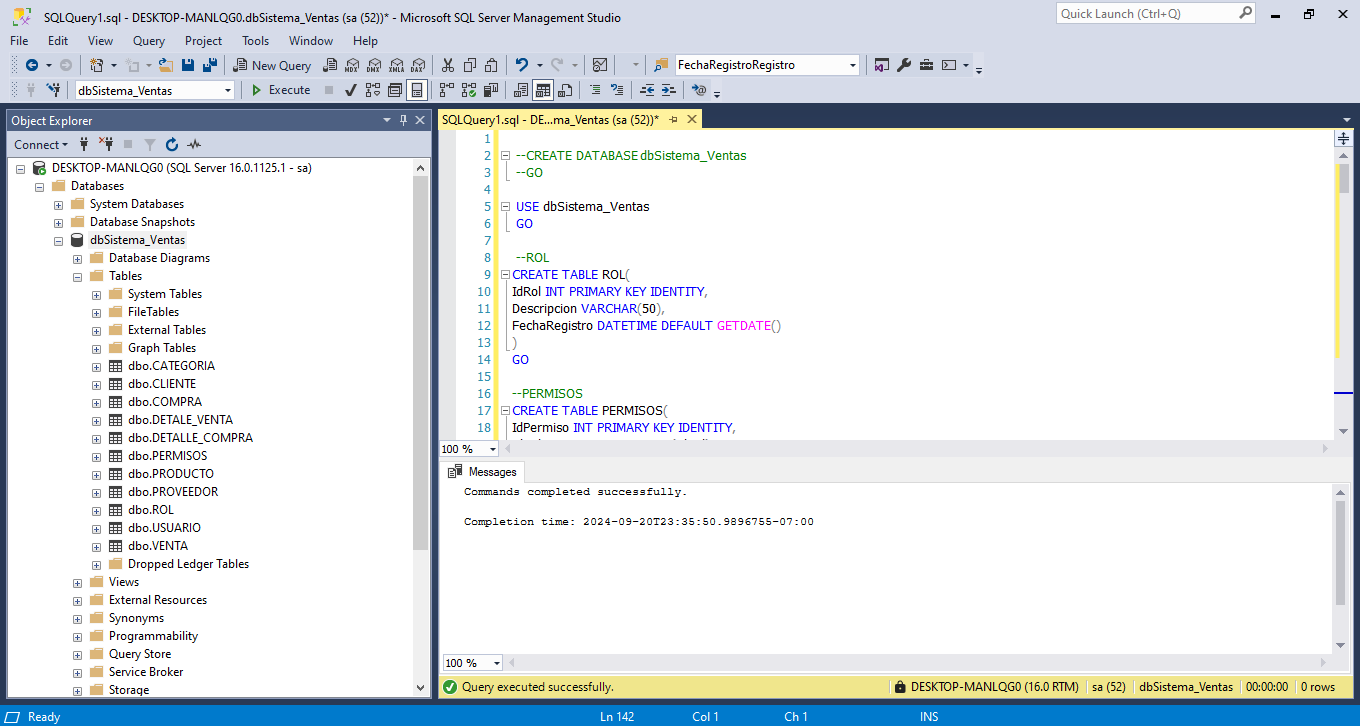 SQLQuery1.sql - DESKTOP-MANLQG0.dbSistema_Ventas (sa (52))* - Microsoft SQL Server Management Studio
Quick Launch (Ctrl+Q)
File Edit View Query Project Tools Window Help
New Query MDX DMX XMLA DAX FechaRegistroRegistro
dbSistema_Ventas Execute
Object Explorer
Connect
DESKTOP-MANLQG0 (SQL Server 16.0.1125.1 - sa)
Databases
System Databases
Database Snapshots
dbSistema_Ventas
Database Diagrams
Tables
System Tables
FileTables
External Tables
Graph Tables
dbo.CATEGORIA
dbo.CLIENTE
dbo.COMPRA
dbo.DETALE_VENTA
dbo.DETALLE_COMPRA
dbo.PERMISOS
dbo.PRODUCTO
dbo.PROVEEDOR
dbo.ROL
dbo.USUARIO
dbo.VENTA
Dropped Ledger Tables
Views
External Resources
Synonyms
Programmability
Query Store
Service Broker
Storage
SQLQuery1.sql - DE...ma_Ventas (sa (52))*
1
2 --CREATE DATABASE dbSistema_Ventas
3 --GO
4
5 USE dbSistema_Ventas
6 GO
7
8 --ROL
9 CREATE TABLE ROL(
10 IdRol INT PRIMARY KEY IDENTITY,
11 Descripcion VARCHAR(50),
12 FechaRegistro DATETIME DEFAULT GETDATE()
13 )
14 GO
15
16 --PERMISOS
17 CREATE TABLE PERMISOS(
18 IdPermiso INT PRIMARY KEY IDENTITY,
100 %
Messages
Commands completed successfully.
Completion time: 2024-09-20T23:35:50.9896755-07:00
100 %
Query executed successfully. DESKTOP-MANLQG0 (16.0 RTM) sa (52) dbSistema_Ventas 00:00:00 0 rows
Ready Ln 142 Col 1 Ch 1 INS